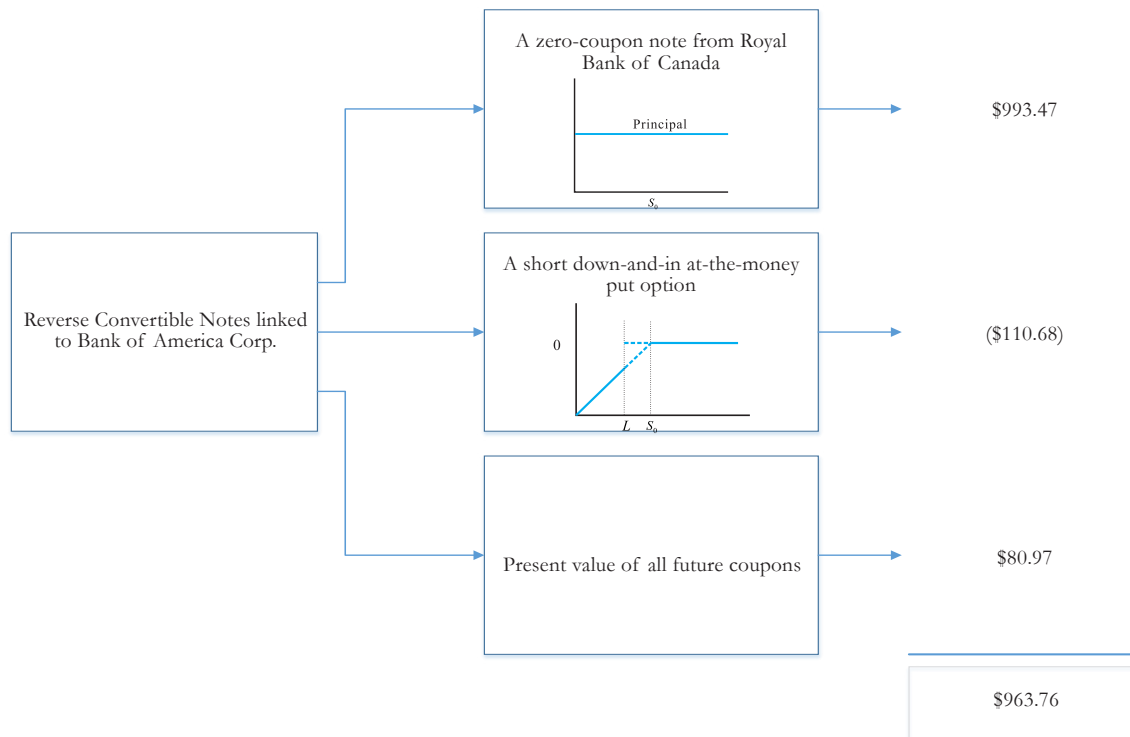 A zero-coupon note from Royal
Bank of Canada
Principal
S₀
$993.47
Reverse Convertible Notes linked
to Bank of America Corp.
A short down-and-in at-the-money
put option
0
L S₀
($110.68)
Present value of all future coupons
$80.97
$963.76